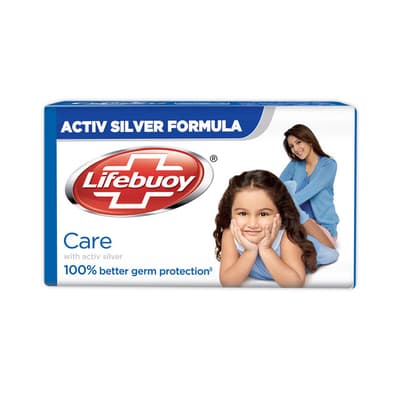 ACTIV SILVER FORMULA
Lifebuoy ®
Care
with activ silver
100% better germ protection